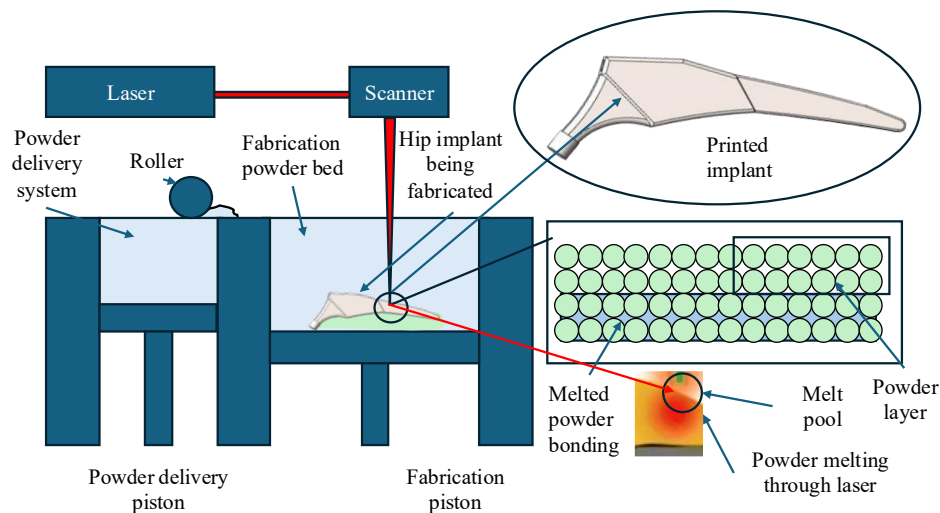 Laser
Scanner
Powder
delivery
system
Roller
Fabrication
powder bed
Hip implant
being
fabricated
Printed
implant
Melted
powder
bonding
Melt
pool
Powder
layer
Powder melting
through laser
Powder delivery
piston
Fabrication
piston